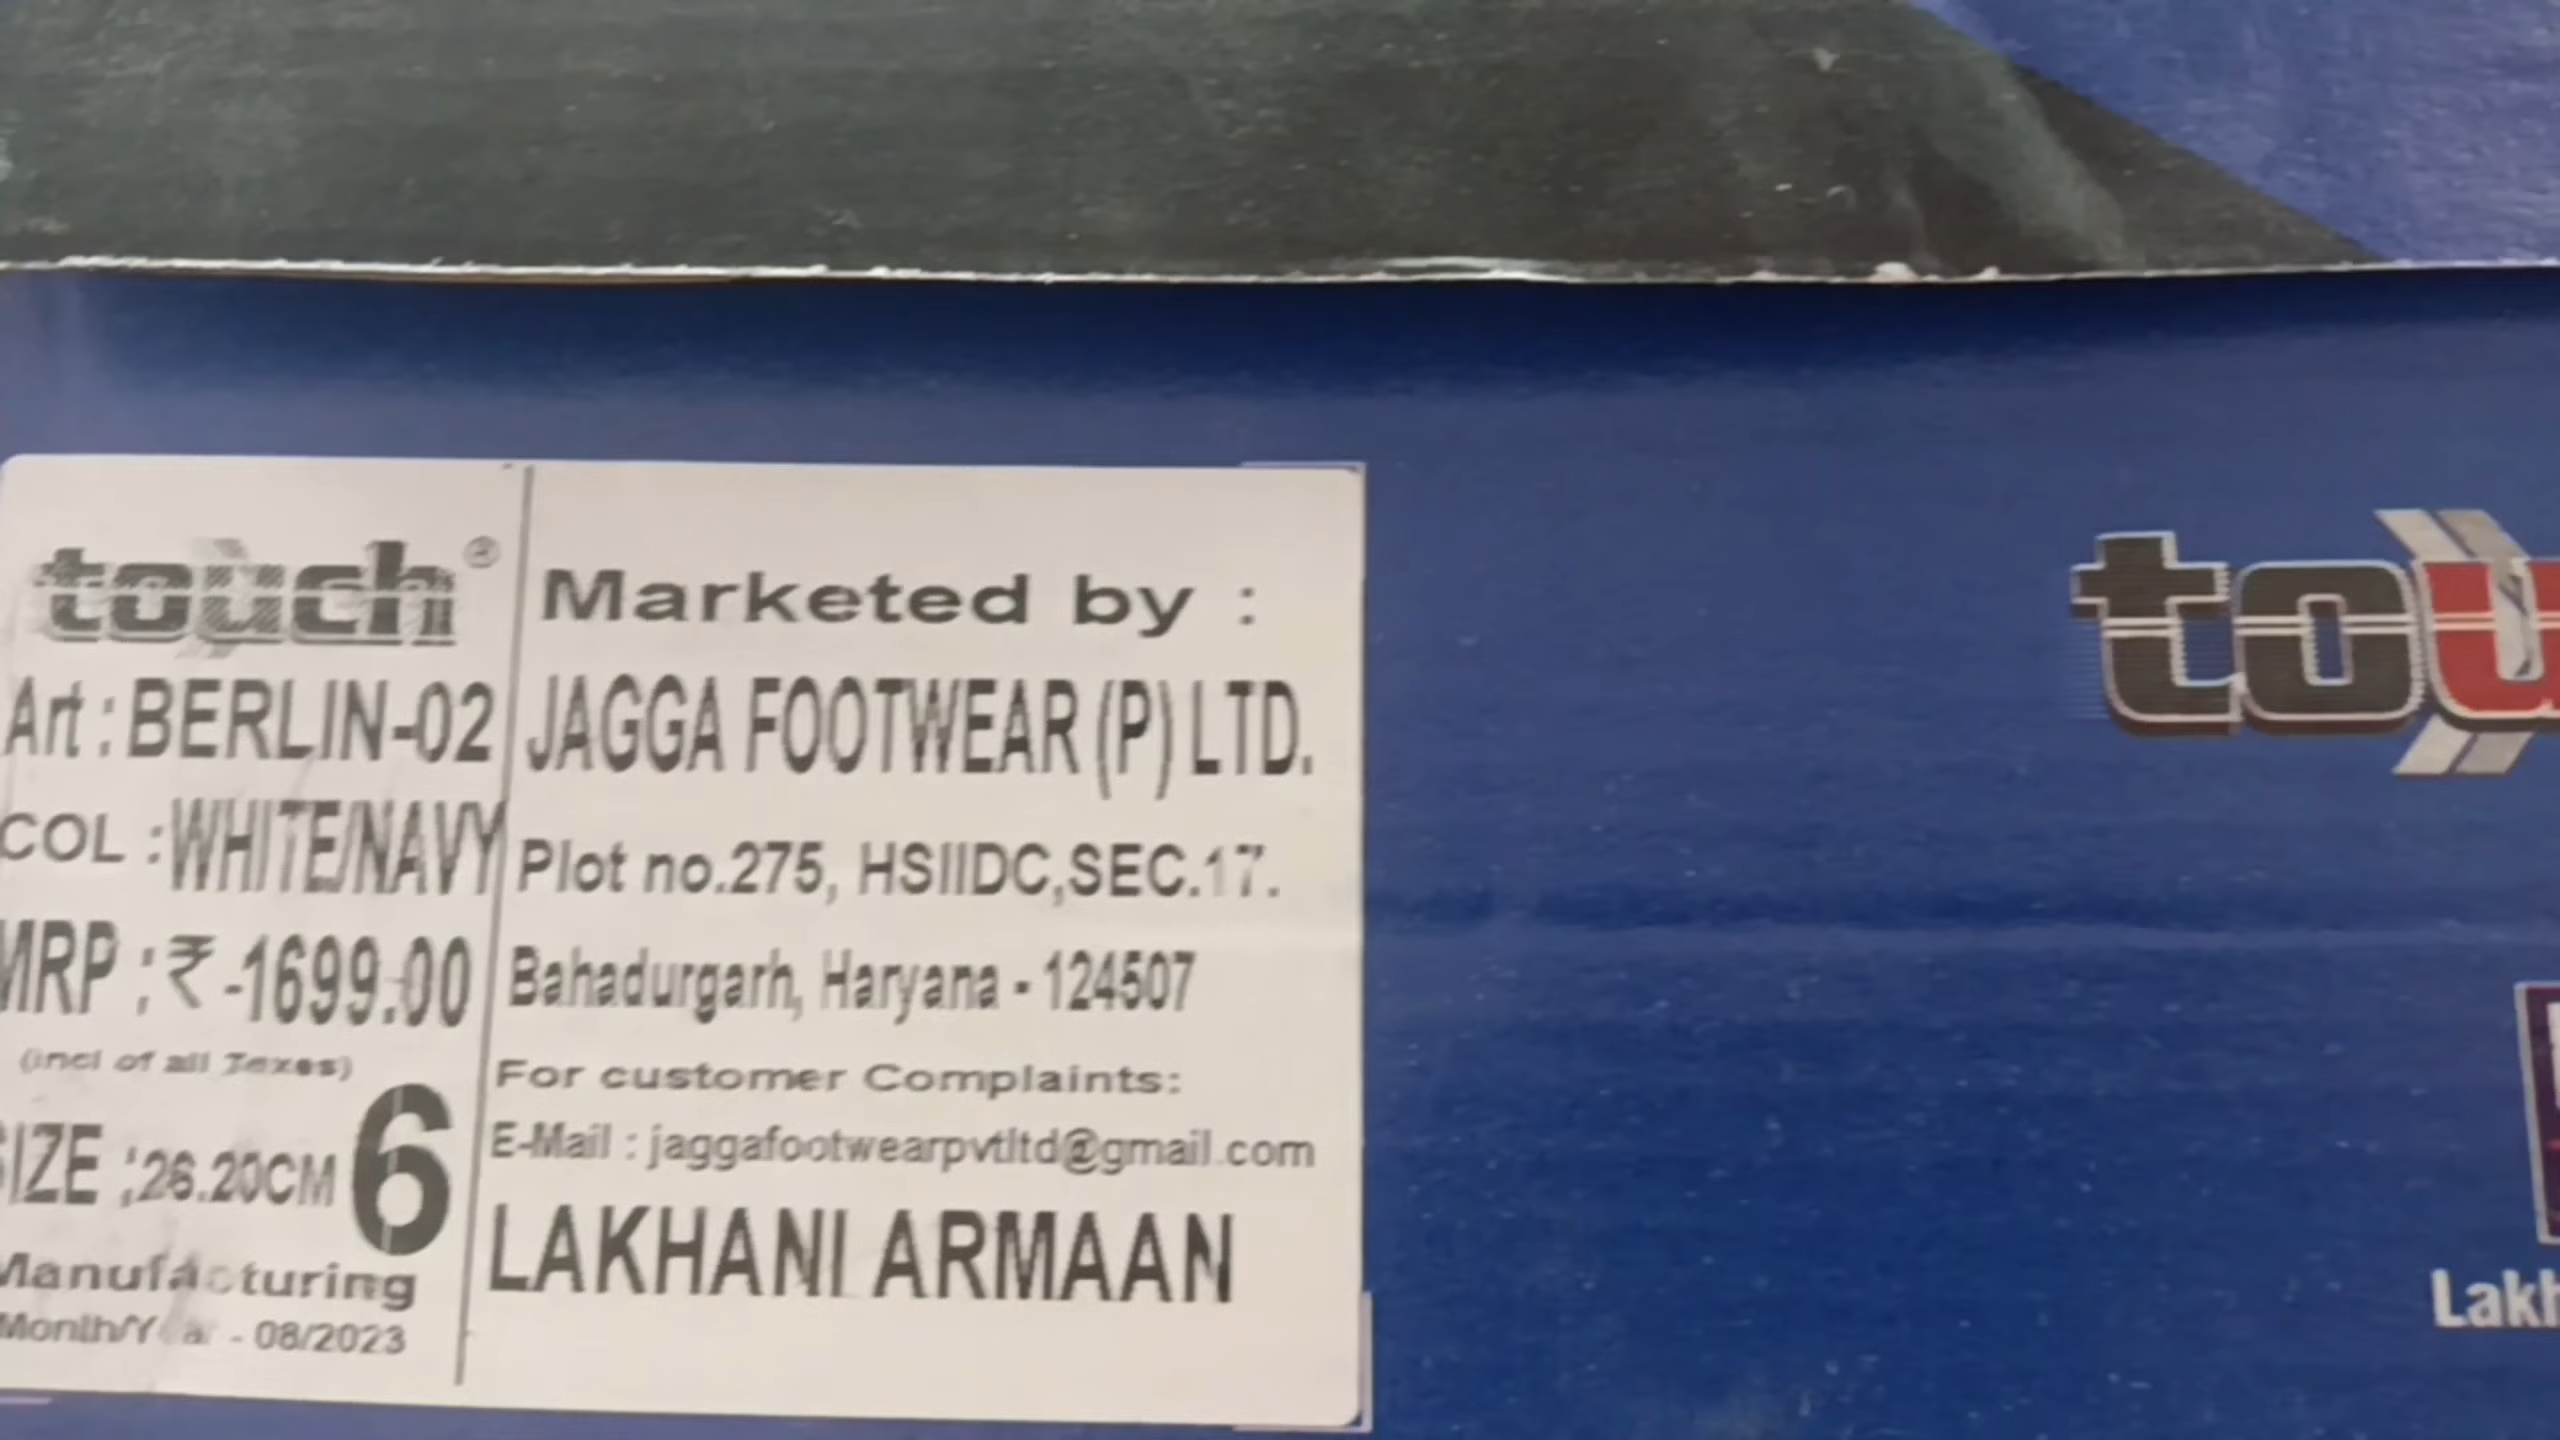 touch®
Art : BERLIN-02
COL : WHITE/NAVY
MRP : ₹ -1699.00
(incl of all Texes)
SIZE : 26.20CM 6
Manufacturing
Month/Year - 08/2023
Marketed by :
JAGGA FOOTWEAR (P) LTD.
Plot no.275, HSIIDC,SEC.17.
Bahadurgarh, Haryana - 124507
For customer Complaints:
E-Mail : jaggafootwearpvtltd@gmail.com
LAKHANI ARMAAN
tou
Lakh